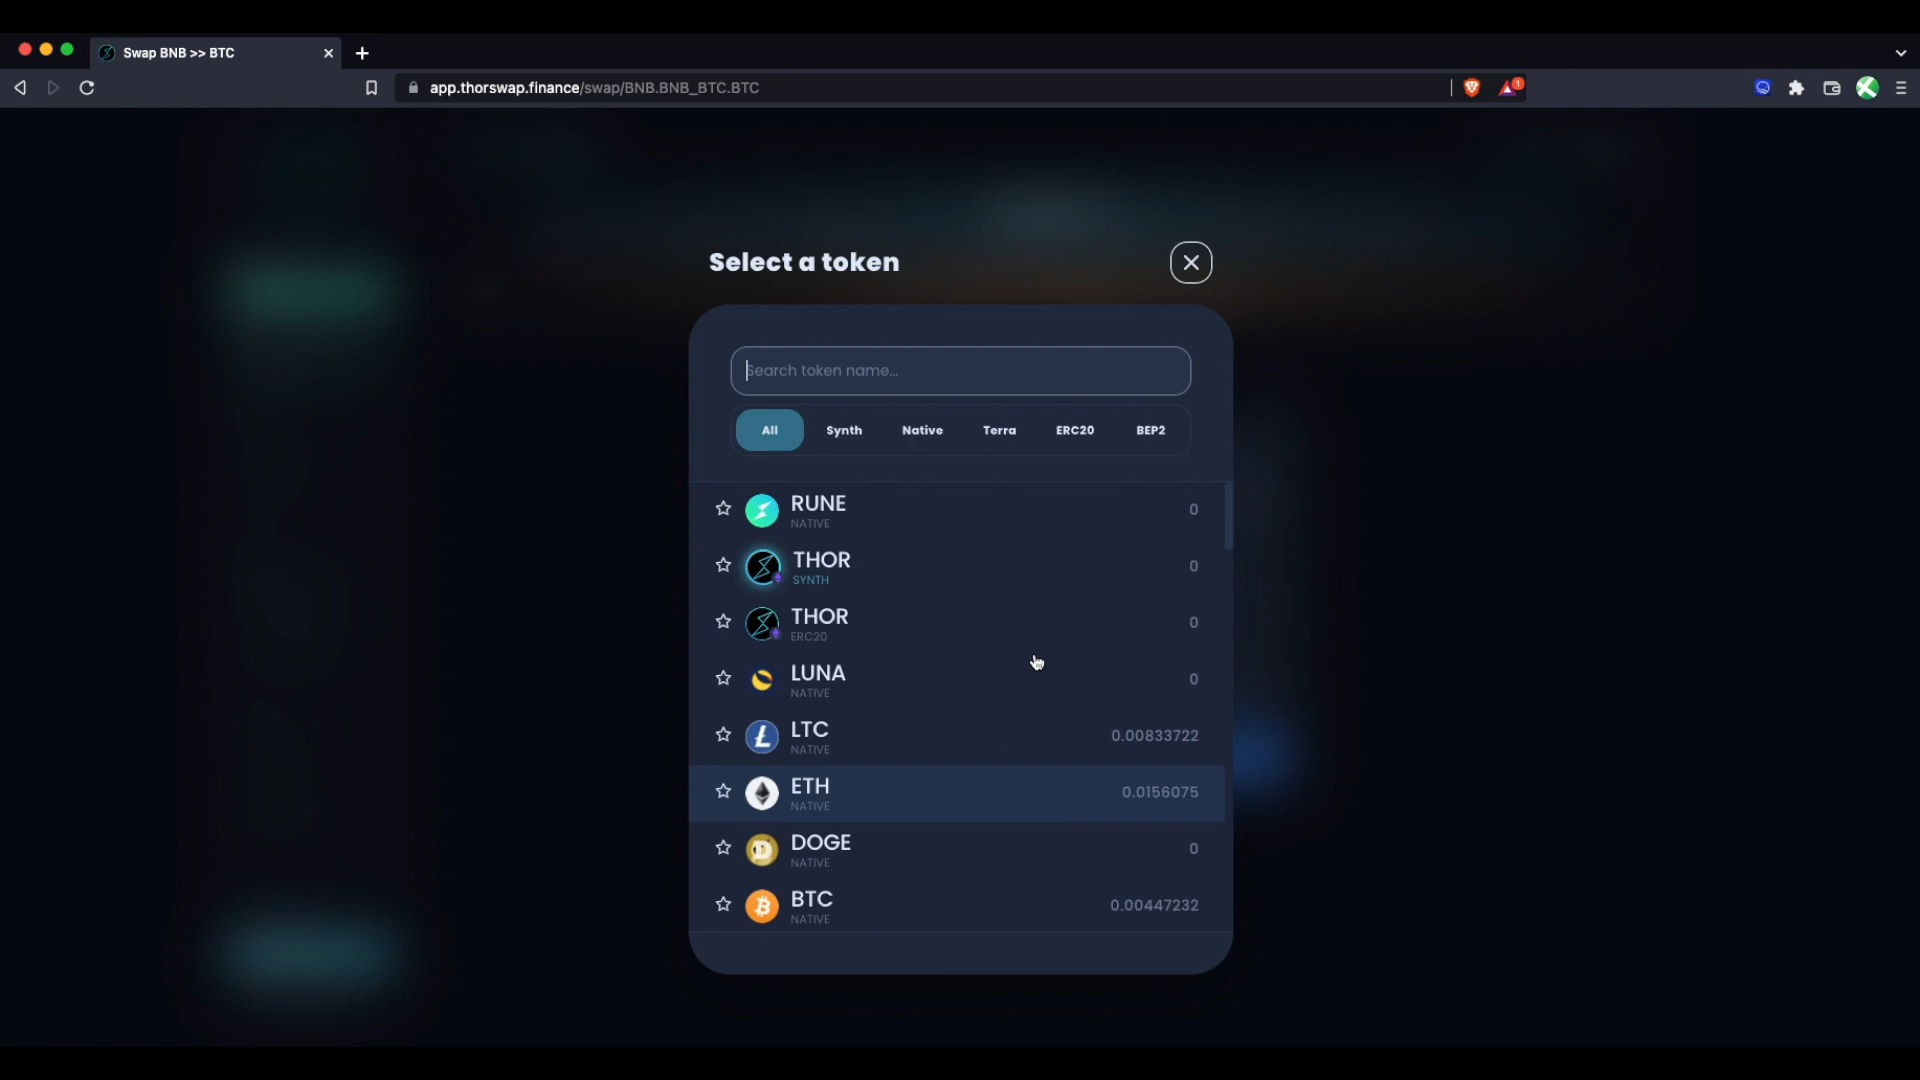 Swap BNB >> BTC
app.thorswap.finance/swap/BNB.BNB_BTC.BTC
1
Select a token
Search token name...
All Synth Native Terra ERC20 BEP2
RUNE
NATIVE
0
THOR
SYNTH
0
THOR
ERC20
0
LUNA
NATIVE
0
LTC
NATIVE
0.00833722
ETH
NATIVE
0.0156075
DOGE
NATIVE
0
BTC
NATIVE
0.00447232